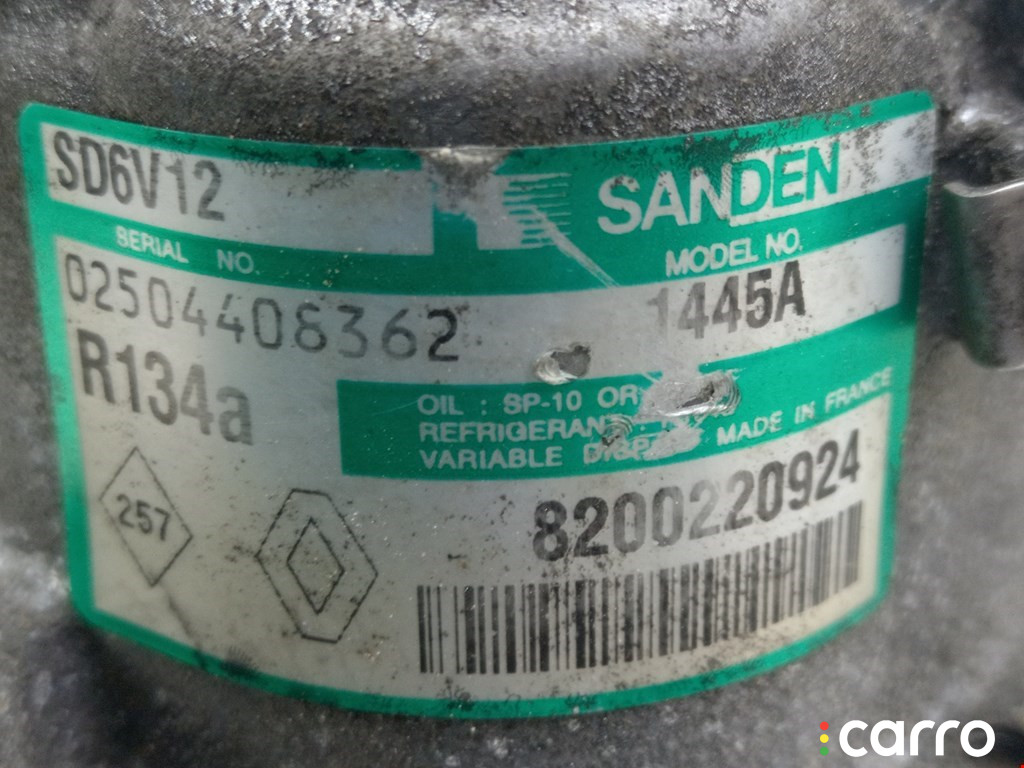 SD6V12
SANDEN
SERIAL NO.
MODEL NO.
02504408362
1445A
R134a
OIL : SP-10 OR
REFRIGERANT
VARIABLE
MADE IN FRANCE
257
8200220924
carro